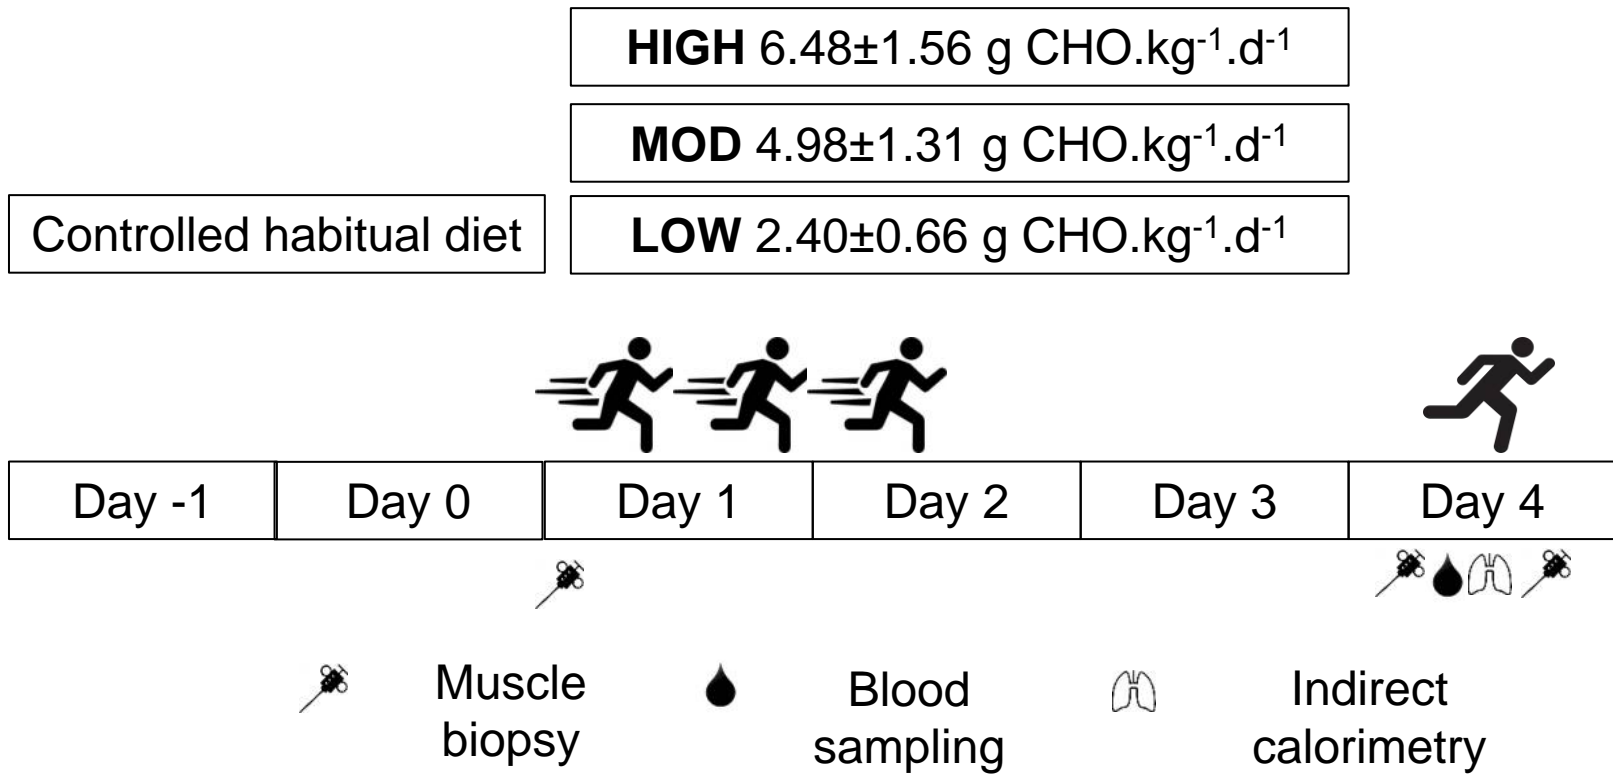 HIGH 6.48±1.56 g CHO.kg⁻¹.d⁻¹
MOD 4.98±1.31 g CHO.kg⁻¹.d⁻¹
Controlled habitual diet
LOW 2.40±0.66 g CHO.kg⁻¹.d⁻¹
Day -1
Day 0
Day 1
Day 2
Day 3
Day 4
Muscle
biopsy
Blood
sampling
Indirect
calorimetry